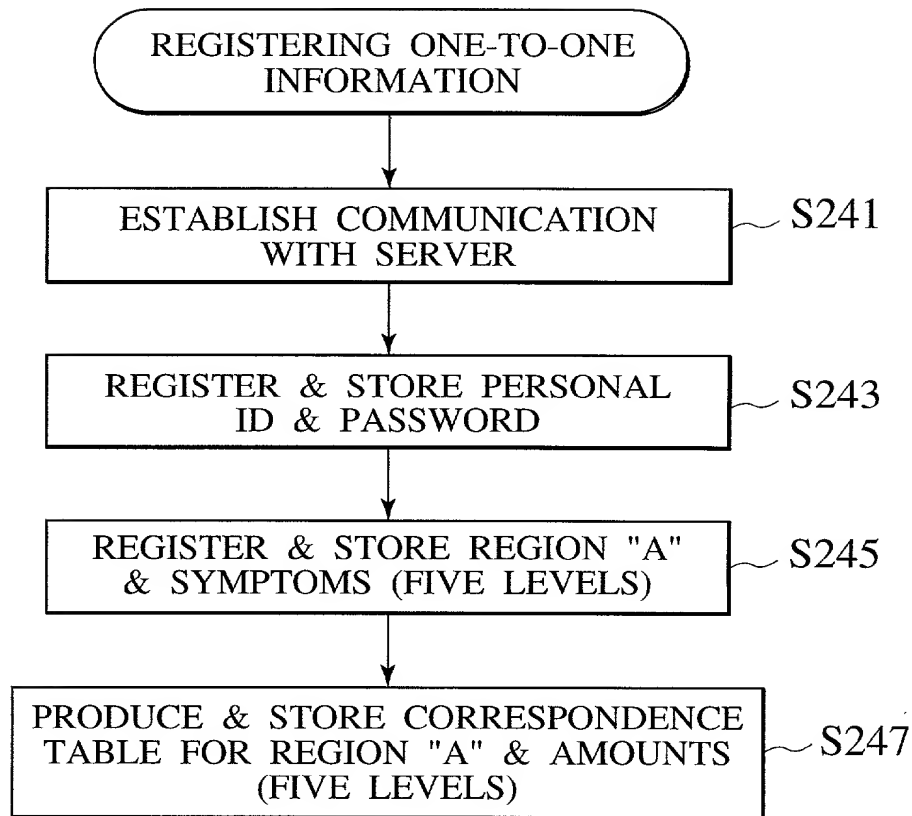 REGISTERING ONE-TO-ONE
INFORMATION
ESTABLISH COMMUNICATION
WITH SERVER
S241
REGISTER & STORE PERSONAL
ID & PASSWORD
S243
REGISTER & STORE REGION "A"
& SYMPTOMS (FIVE LEVELS)
S245
PRODUCE & STORE CORRESPONDENCE
TABLE FOR REGION "A" & AMOUNTS
(FIVE LEVELS)
S247